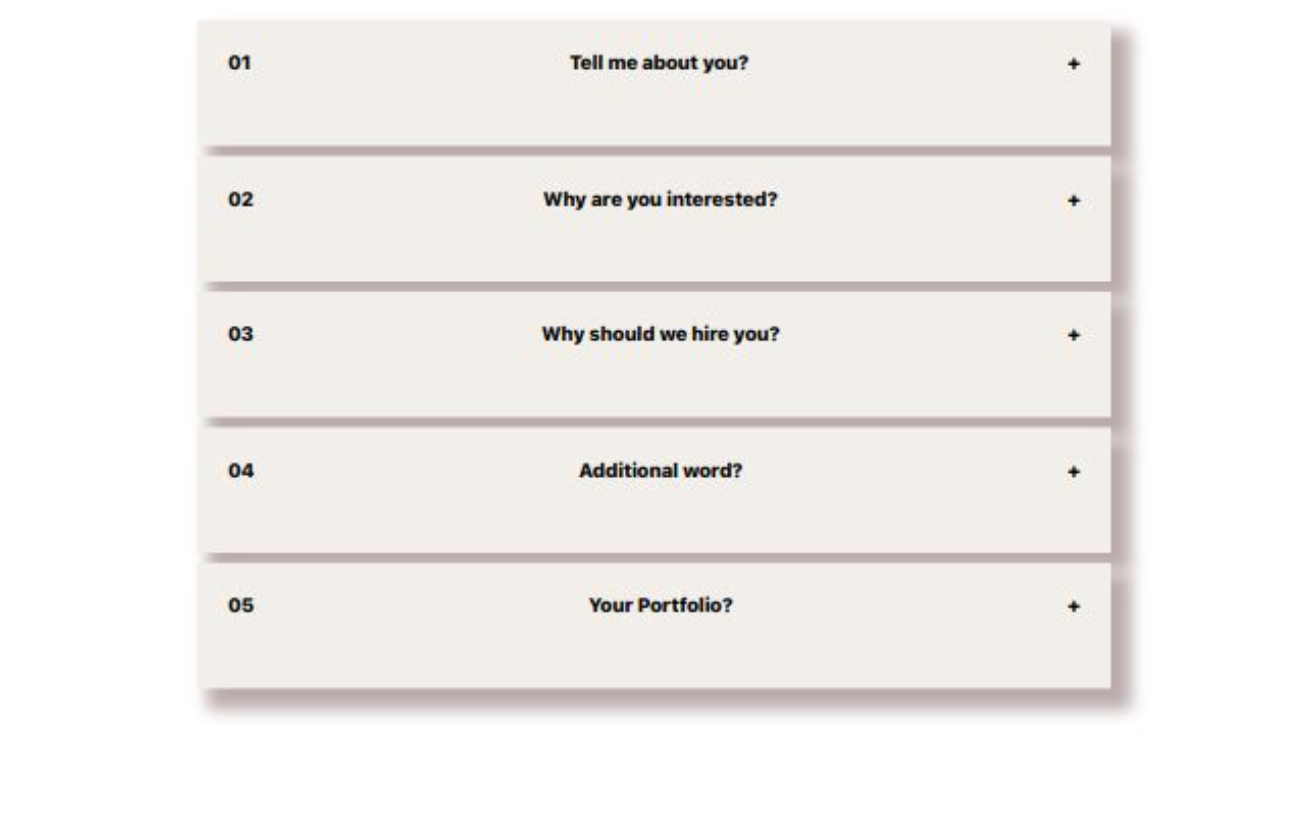 01 Tell me about you? +
02 Why are you interested? +
03 Why should we hire you? +
04 Additional word? +
05 Your Portfolio? +